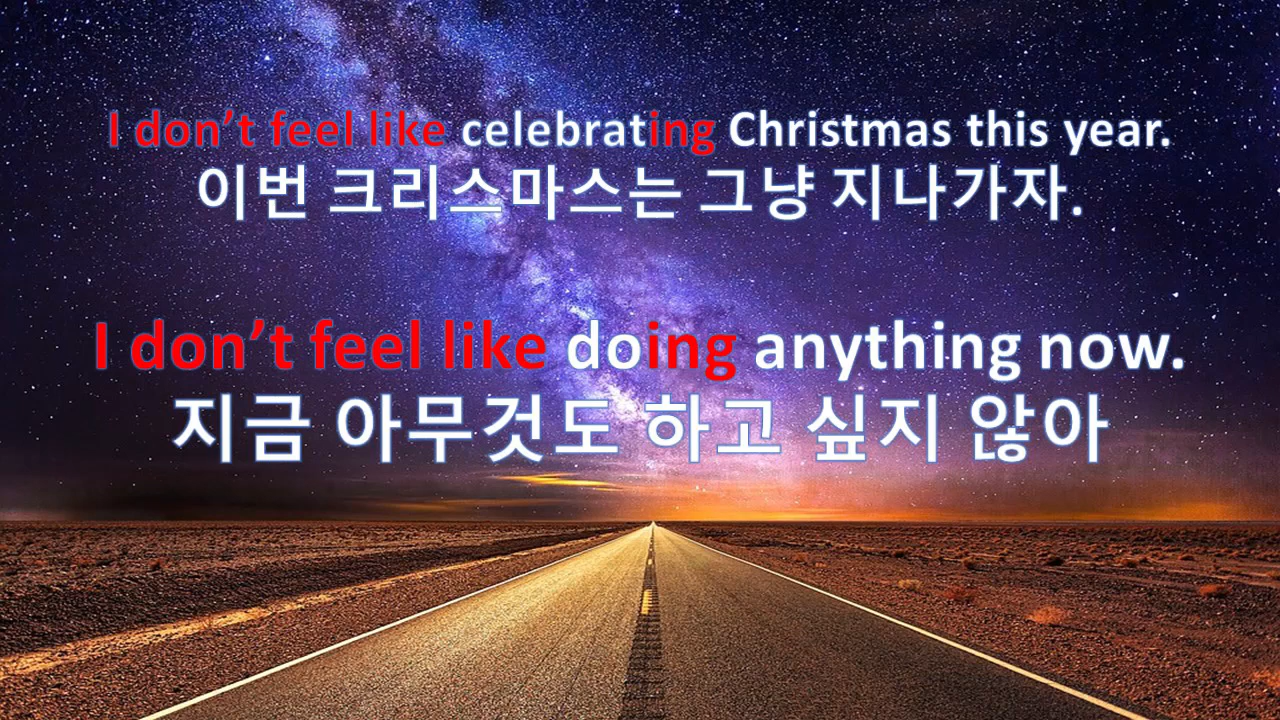 I don’t feel like celebrating Christmas this year.
이번 크리스마스는 그냥 지나가자.
I don’t feel like doing anything now.
지금 아무것도 하고 싶지 않아